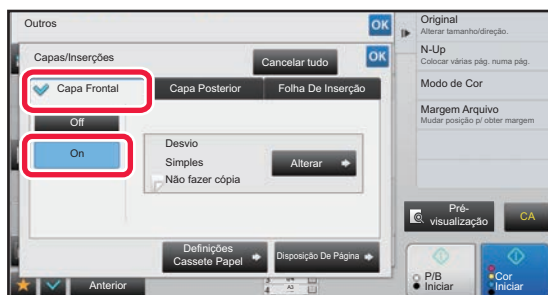 Outros
OK
Capas/Inserções
Cancelar tudo
OK
Capa Frontal
Capa Posterior
Folha De Inserção
Off
On
Desvio
Simples
Não fazer cópia
Alterar
Definições
Cassete Papel
Disposição De Página
Anterior
Original
Alterar tamanho/direção.
N-Up
Colocar várias pág. numa pág.
Modo de Cor
Margem Arquivo
Mudar posição p/ obter margem
Pré-
visualização
CA
P/B
Iniciar
Cor
Iniciar